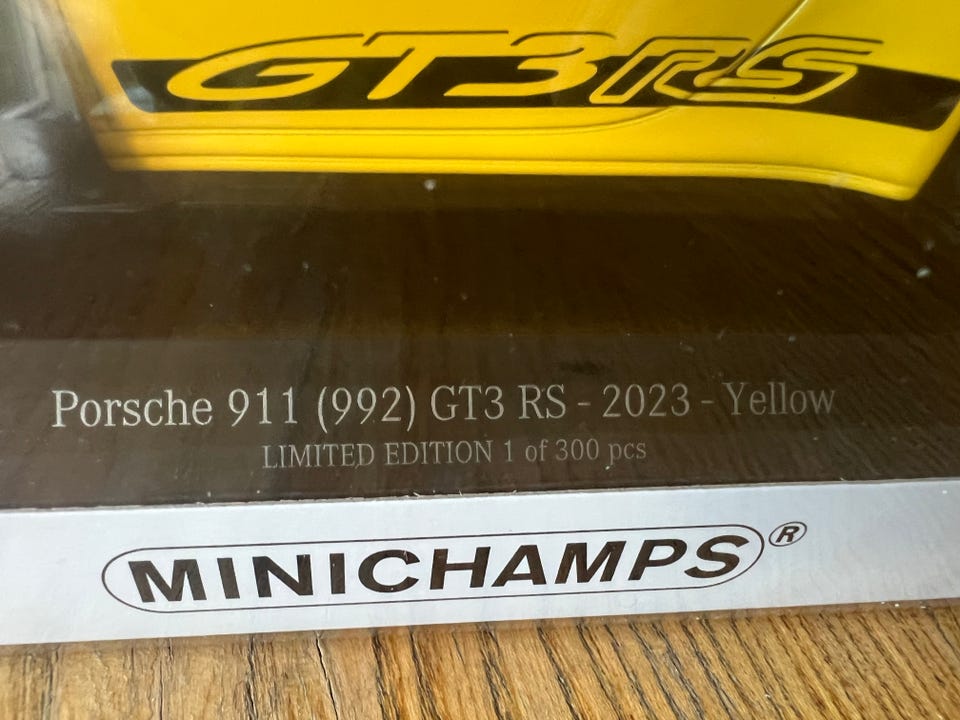 GT3RS
Porsche 911 (992) GT3 RS - 2023 - Yellow
LIMITED EDITION 1 of 300 pcs
MINICHAMPS®